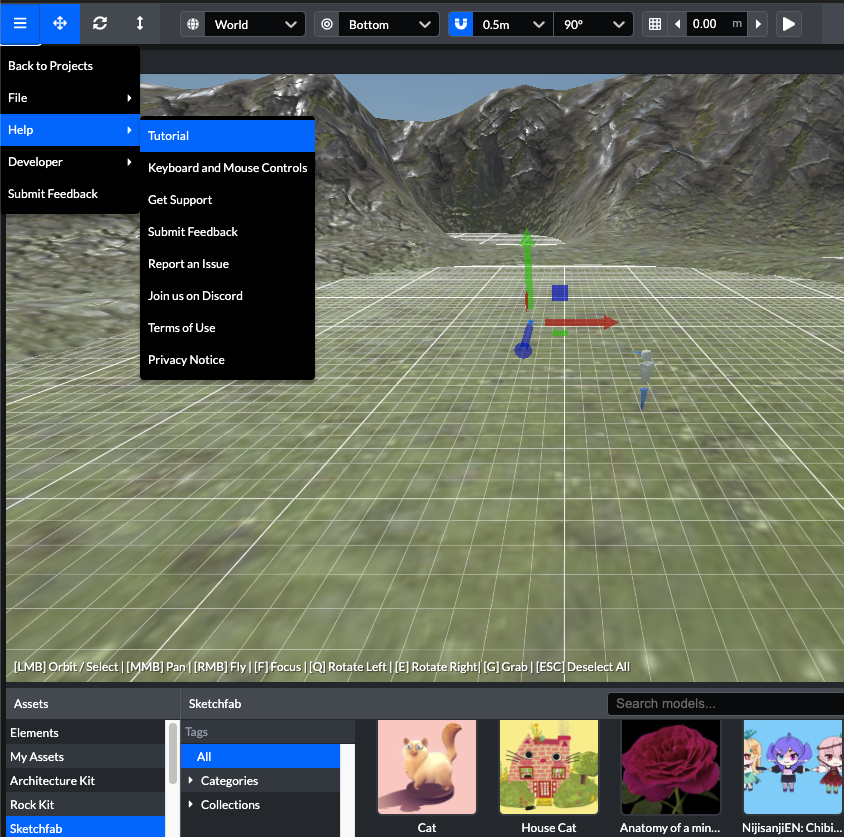 World
Bottom
0.5m
90°
0.00 m
Back to Projects
File
Help
Developer
Submit Feedback
Tutorial
Keyboard and Mouse Controls
Get Support
Submit Feedback
Report an Issue
Join us on Discord
Terms of Use
Privacy Notice
[LMB] Orbit / Select | [MMB] Pan | [RMB] Fly | [F] Focus | [Q] Rotate Left | [E] Rotate Right| [G] Grab | [ESC] Deselect All
Assets
Sketchfab
Search models...
Elements
My Assets
Architecture Kit
Rock Kit
Sketchfab
Tags
All
Categories
Collections
Cat
House Cat
Anatomy of a min...
NijisanjiEN: Chibi...